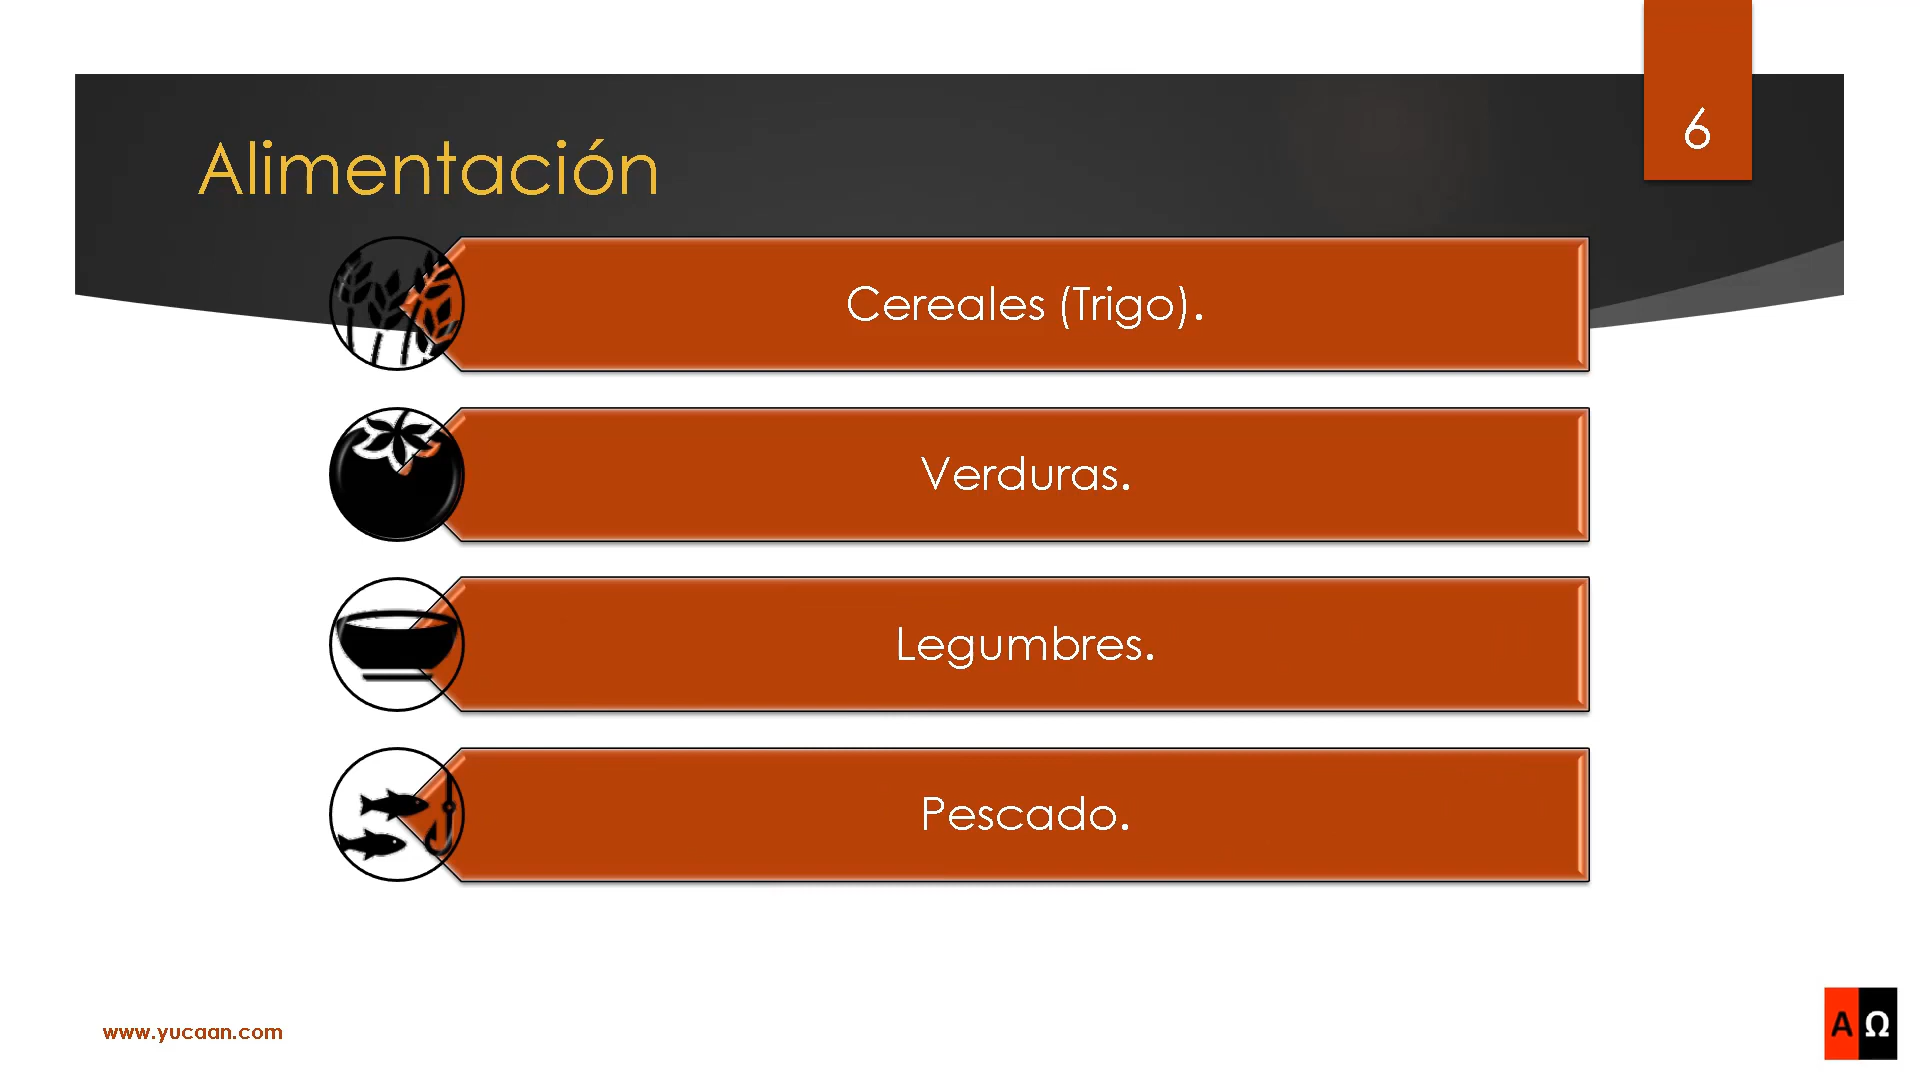 6
Alimentación
Cereales (Trigo).
Verduras.
Legumbres.
Pescado.
www.yucaan.com
A Ω